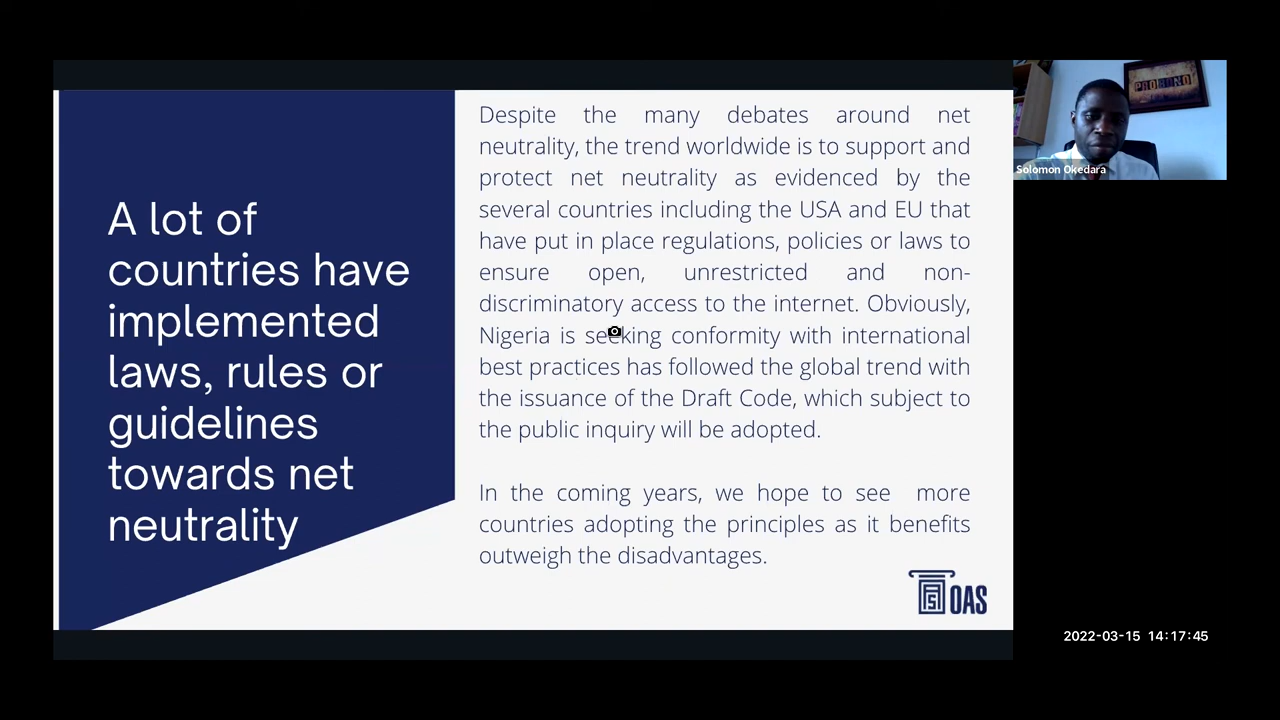 A lot of
countries have
implemented
laws, rules or
guidelines
towards net
neutrality
Despite the many debates around net
neutrality, the trend worldwide is to support and
protect net neutrality as evidenced by the
several countries including the USA and EU that
have put in place regulations, policies or laws to
ensure open, unrestricted and non-
discriminatory access to the internet. Obviously,
Nigeria is seeking conformity with international
best practices has followed the global trend with
the issuance of the Draft Code, which subject to
the public inquiry will be adopted.
In the coming years, we hope to see more
countries adopting the principles as it benefits
outweigh the disadvantages.
OAS
PROBONO
Solomon Okedara
2022-03-15 14:17:45